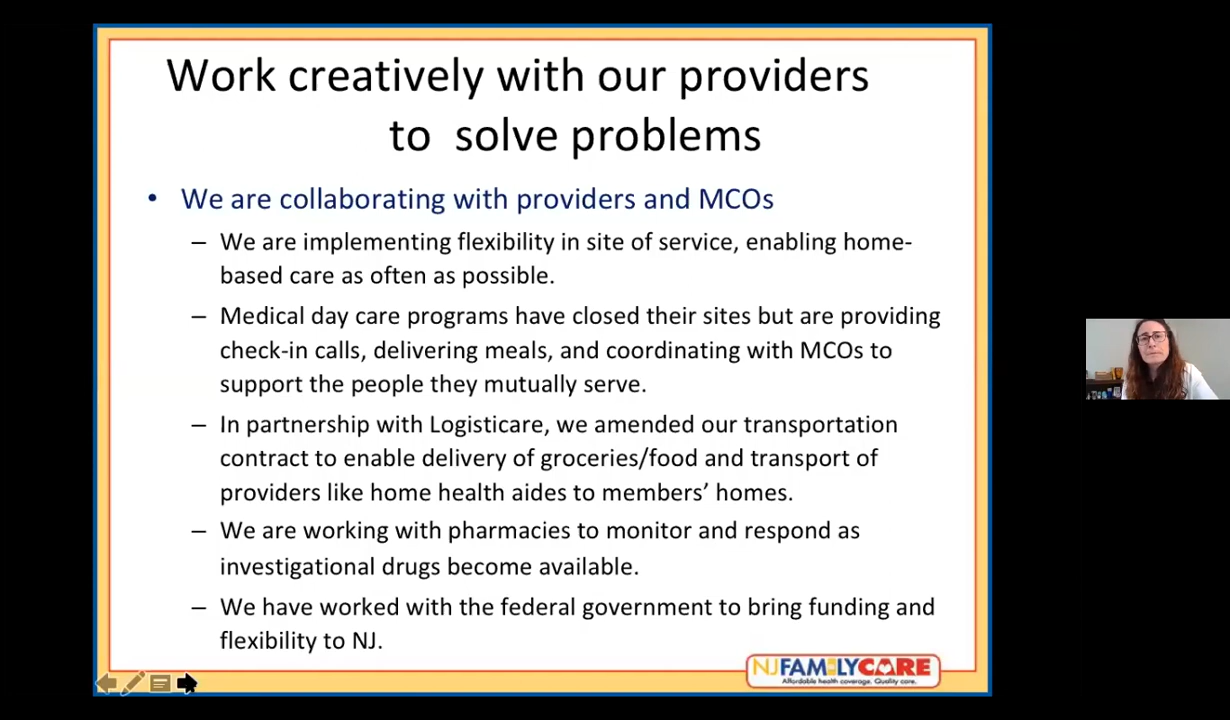 Work creatively with our providers
to solve problems
• We are collaborating with providers and MCOs
– We are implementing flexibility in site of service, enabling home-
based care as often as possible.
– Medical day care programs have closed their sites but are providing
check-in calls, delivering meals, and coordinating with MCOs to
support the people they mutually serve.
– In partnership with Logisticare, we amended our transportation
contract to enable delivery of groceries/food and transport of
providers like home health aides to members’ homes.
– We are working with pharmacies to monitor and respond as
investigational drugs become available.
– We have worked with the federal government to bring funding and
flexibility to NJ.
NJFAMILYCARE
Affordable health coverage. Quality care.